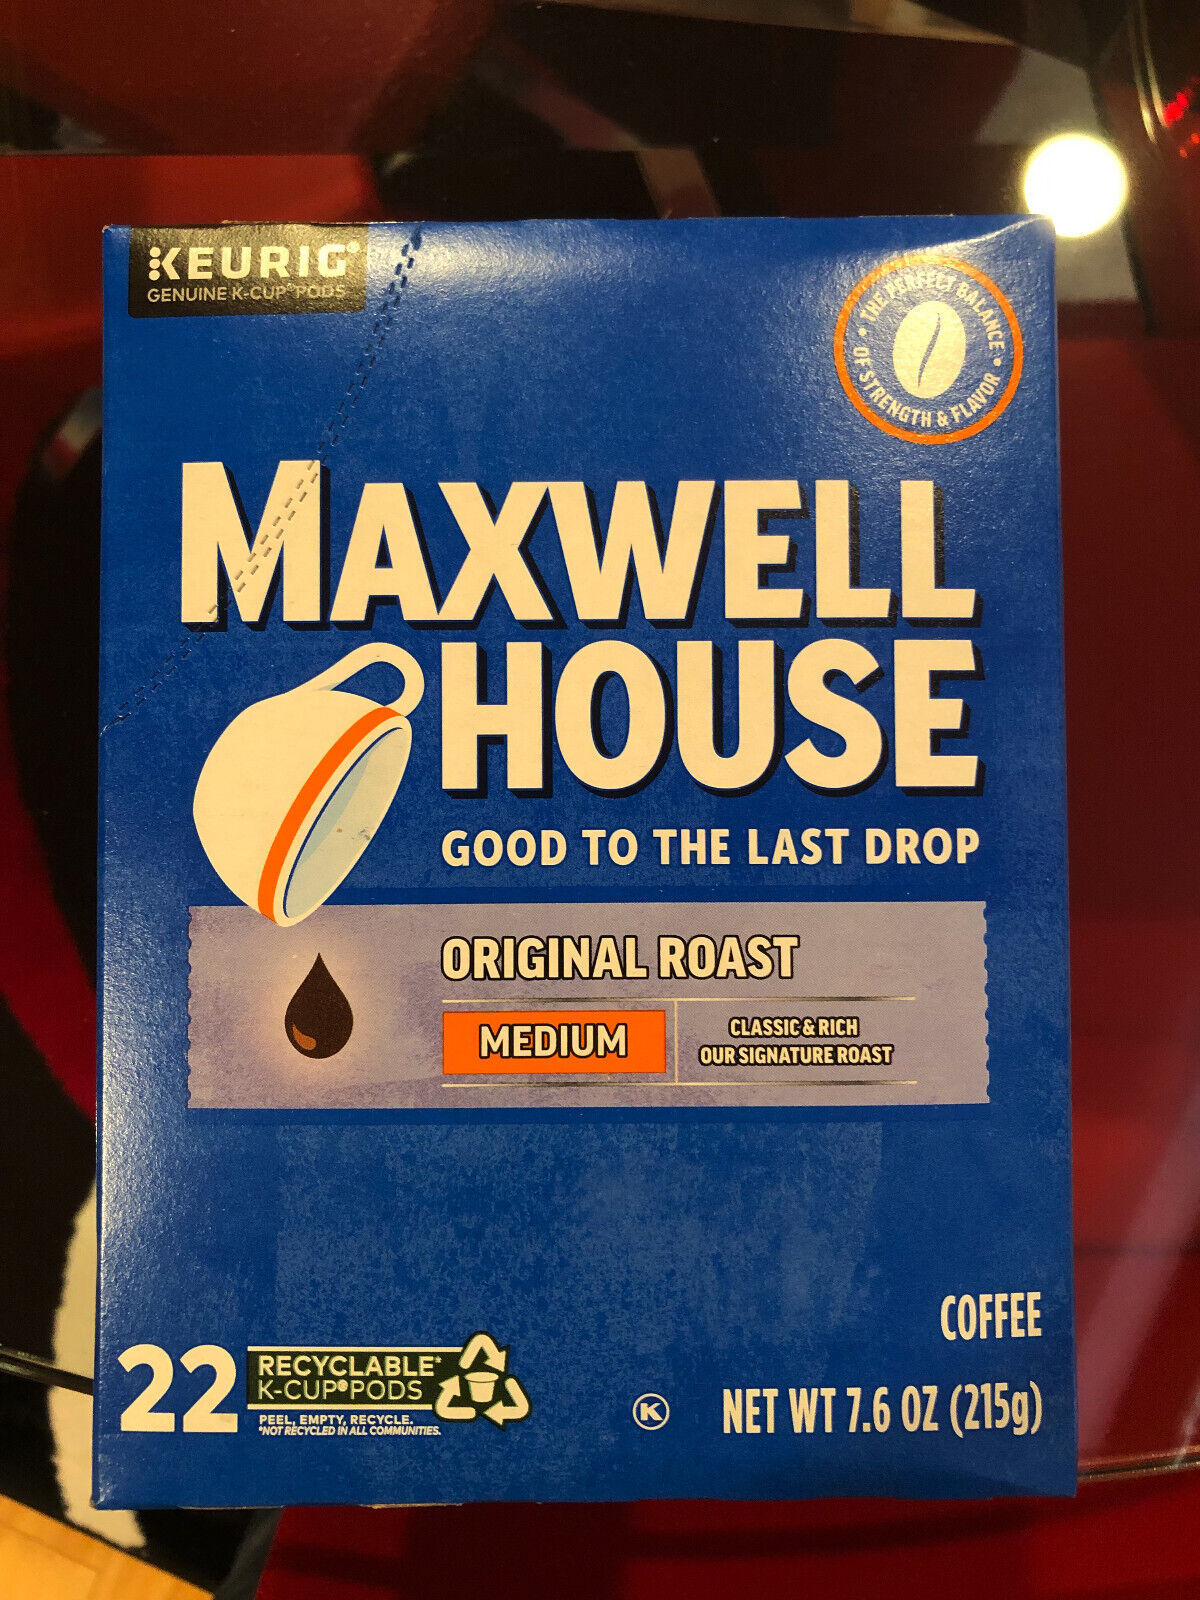 KEURIG®
GENUINE K-CUP® PODS
THE PERFECT BALANCE • OF STRENGTH & FLAVOR •
MAXWELL
HOUSE
GOOD TO THE LAST DROP
ORIGINAL ROAST
MEDIUM
CLASSIC & RICH
OUR SIGNATURE ROAST
COFFEE
22
RECYCLABLE*
K-CUP® PODS
PEEL, EMPTY, RECYCLE.
*NOT RECYCLED IN ALL COMMUNITIES.
K
NET WT 7.6 OZ (215g)